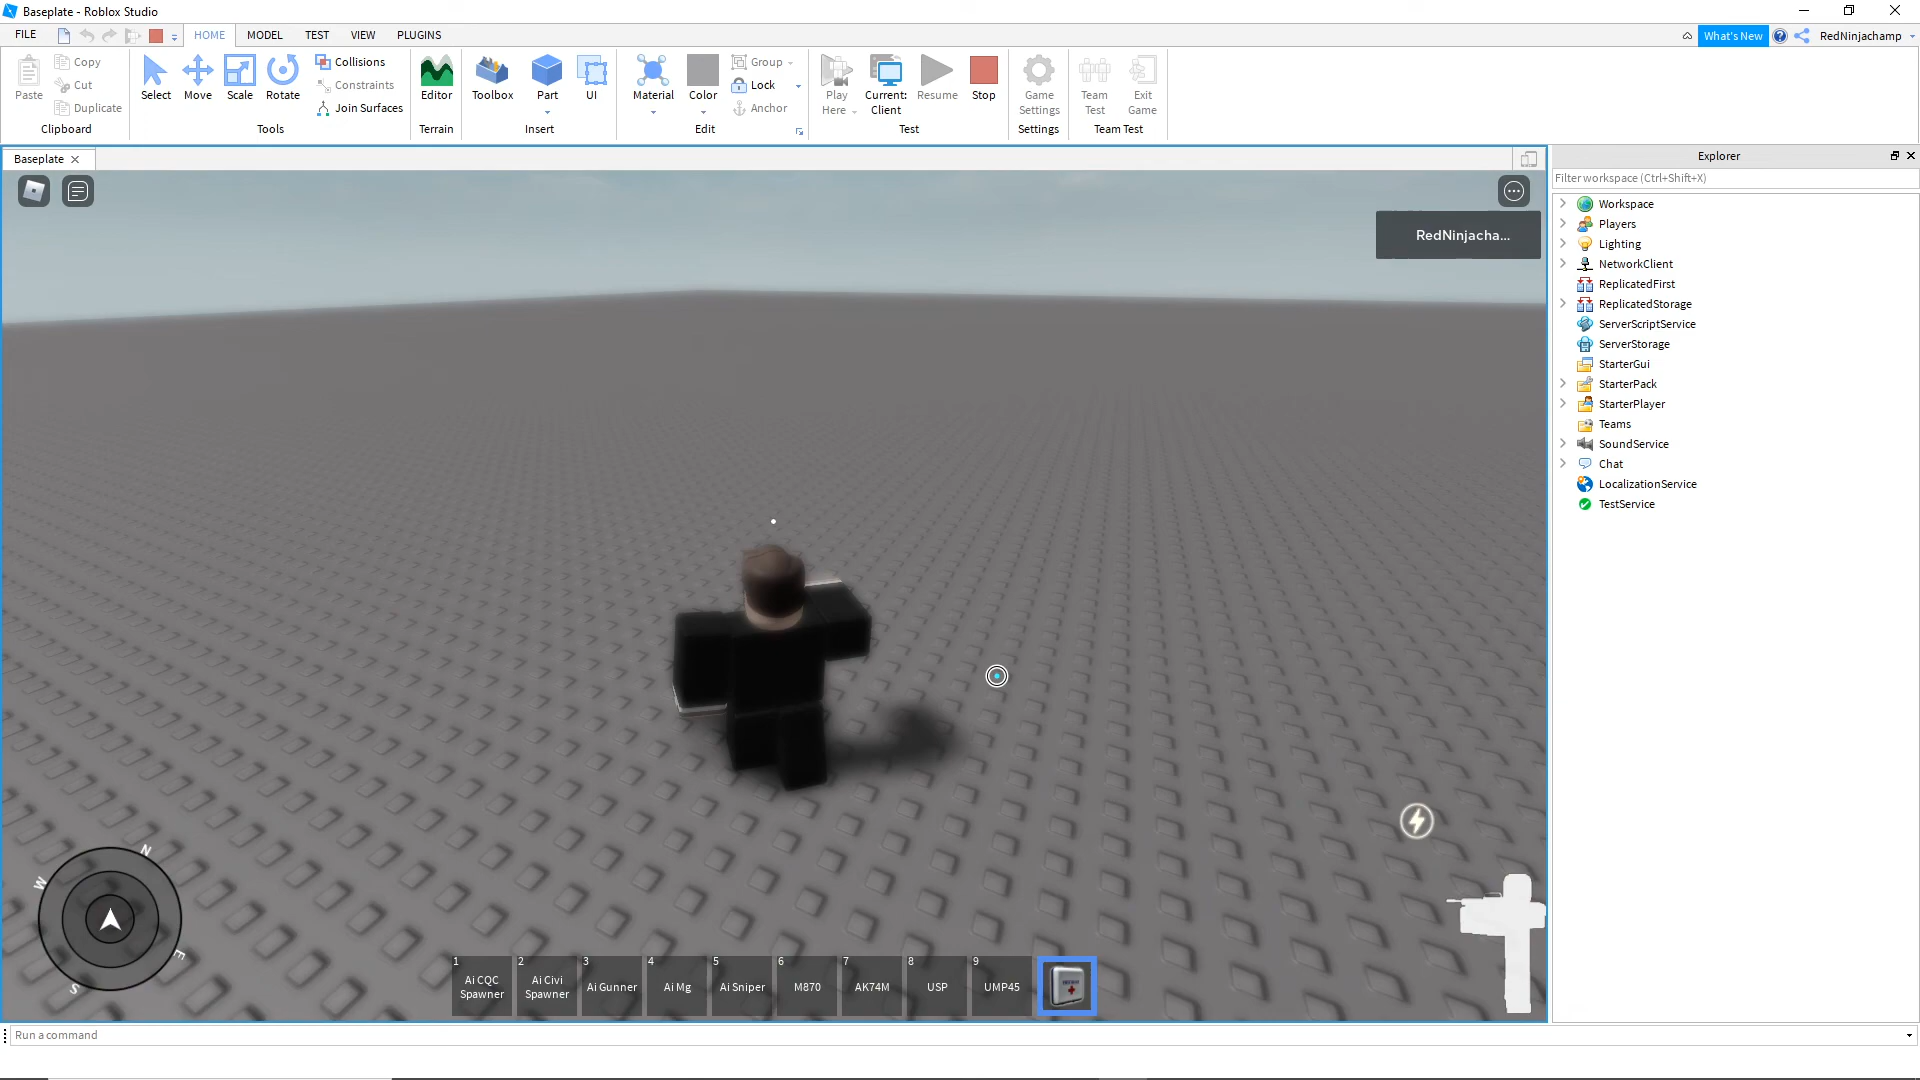 Baseplate - Roblox Studio
FILE HOME MODEL TEST VIEW PLUGINS What's New RedNinjachamp
Paste
Copy
Cut
Duplicate
Clipboard
Select Move Scale Rotate
Collisions
Constraints
Join Surfaces
Tools
Editor
Terrain
Toolbox Part UI
Insert
Material Color
Group
Lock
Anchor
Edit
Play Here
Current: Client
Resume
Stop
Test
Game Settings
Settings
Team Test
Exit Game
Team Test
Baseplate
RedNinjacha...
Explorer
Filter workspace (Ctrl+Shift+X)
Workspace
Players
Lighting
NetworkClient
ReplicatedFirst
ReplicatedStorage
ServerScriptService
ServerStorage
StarterGui
StarterPack
StarterPlayer
Teams
SoundService
Chat
LocalizationService
TestService
N
W
E
S
1 Ai CQC Spawner
2 Ai Civi Spawner
3 Ai Gunner
4 Ai Mg
5 Ai Sniper
6 M870
7 AK74M
8 USP
9 UMP45
Run a command